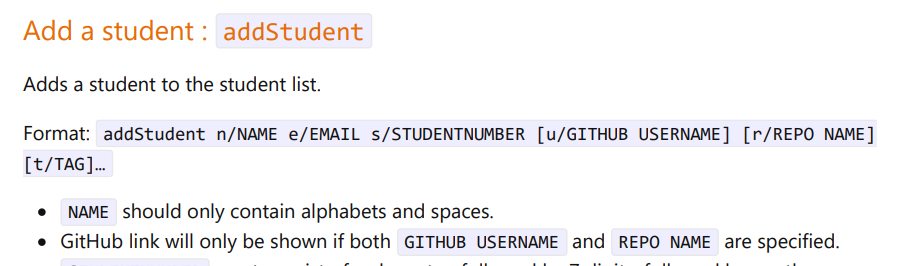 Add a student : addStudent
Adds a student to the student list.
Format: addStudent n/NAME e/EMAIL s/STUDENTNUMBER [u/GITHUB USERNAME] [r/REPO NAME]
[t/TAG]…
• NAME should only contain alphabets and spaces.
• GitHub link will only be shown if both GITHUB USERNAME and REPO NAME are specified.